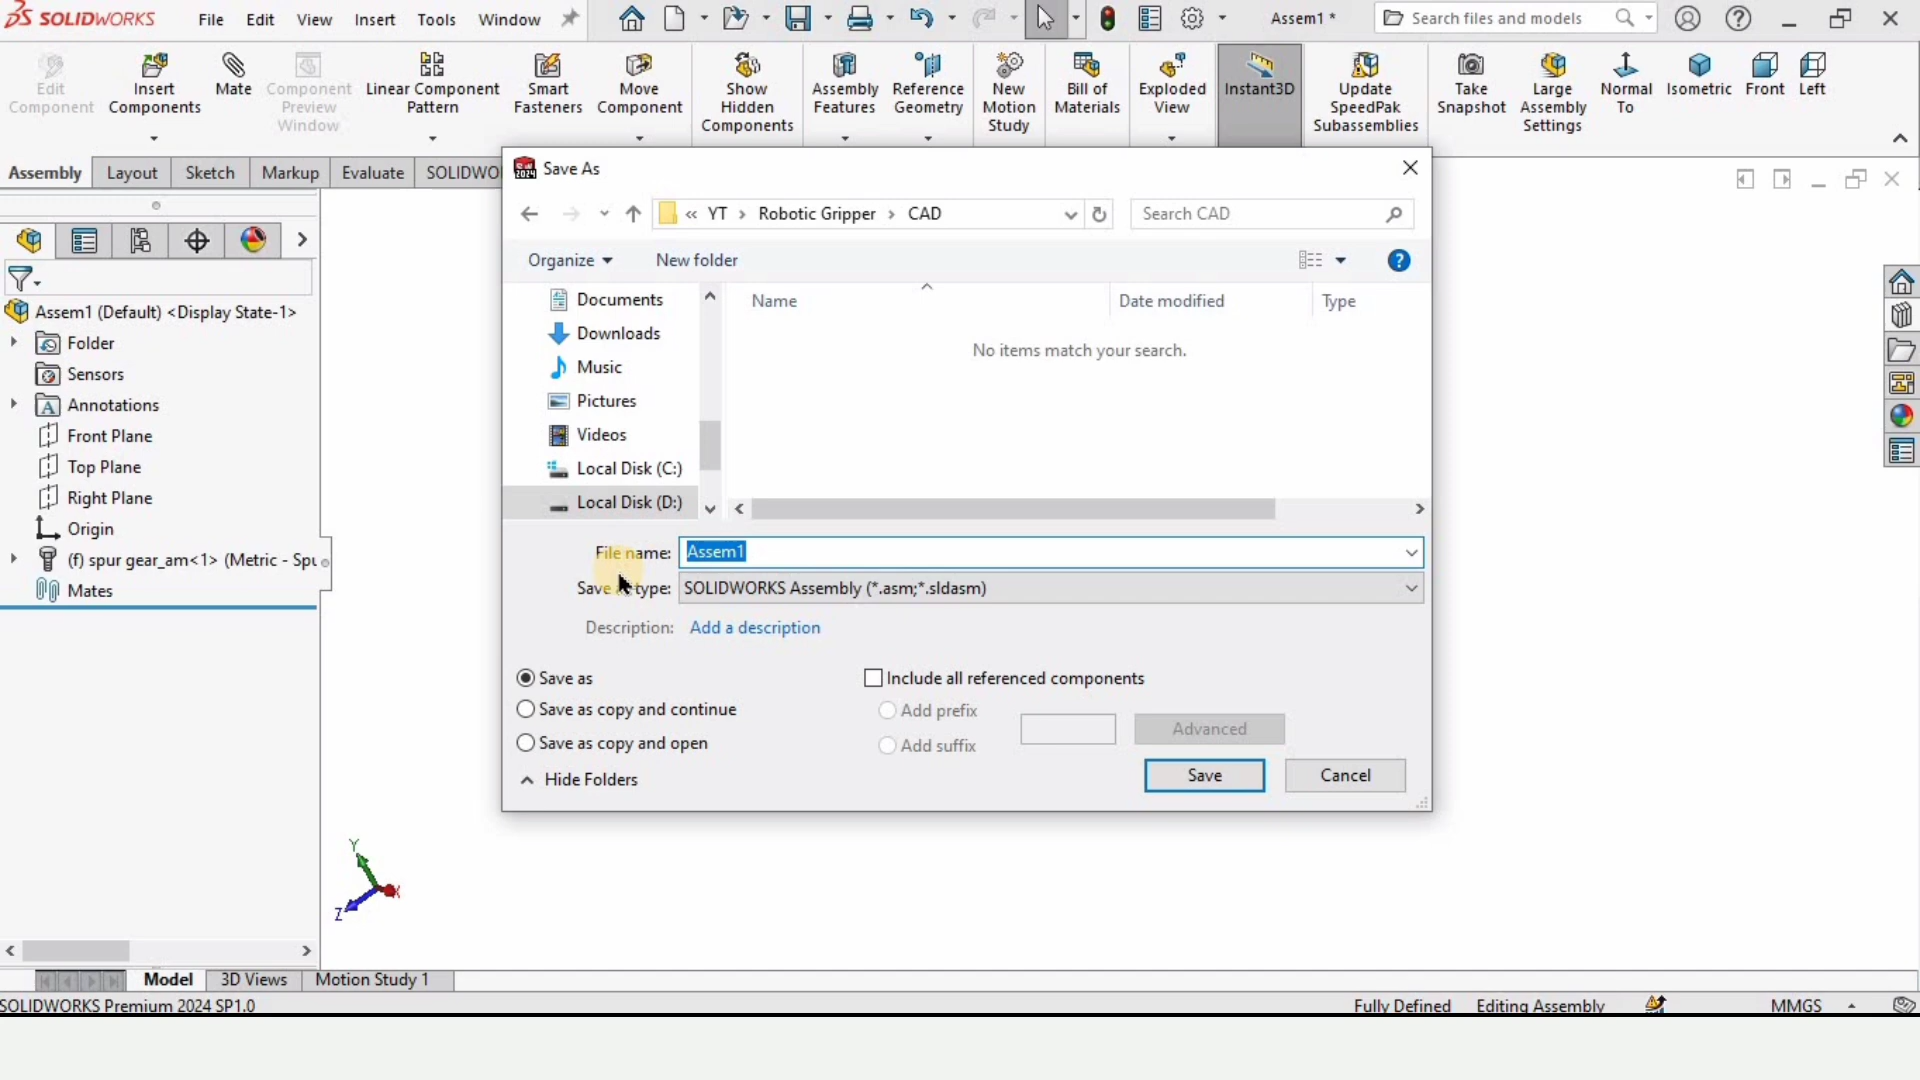 SOLIDWORKS File Edit View Insert Tools Window Assem1 * Search files and models
Edit Component
Insert Components
Mate
Component Preview Window
Linear Component Pattern
Smart Fasteners
Move Component
Show Hidden Components
Assembly Features
Reference Geometry
New Motion Study
Bill of Materials
Exploded View
Instant3D
Update SpeedPak Subassemblies
Take Snapshot
Large Assembly Settings
Normal To
Isometric
Front
Left
Assembly Layout Sketch Markup Evaluate SOLIDWO
Assem1 (Default) <Display State-1>
Folder
Sensors
A Annotations
Front Plane
Top Plane
Right Plane
Origin
(f) spur gear_am<1> (Metric - Spu
Mates
Save As
« YT › Robotic Gripper › CAD Search CAD
Organize New folder
Documents
Downloads
Music
Pictures
Videos
Local Disk (C:)
Local Disk (D:)
Name Date modified Type
No items match your search.
File name: Assem1
Save type: SOLIDWORKS Assembly (*.asm;*.sldasm)
Description: Add a description
Save as
Save as copy and continue
Save as copy and open
Include all referenced components
Add prefix
Add suffix
Advanced
Hide Folders
Save Cancel
Y
X
Z
Model 3D Views Motion Study 1
SOLIDWORKS Premium 2024 SP1.0 Fully Defined Editing Assembly MMGS